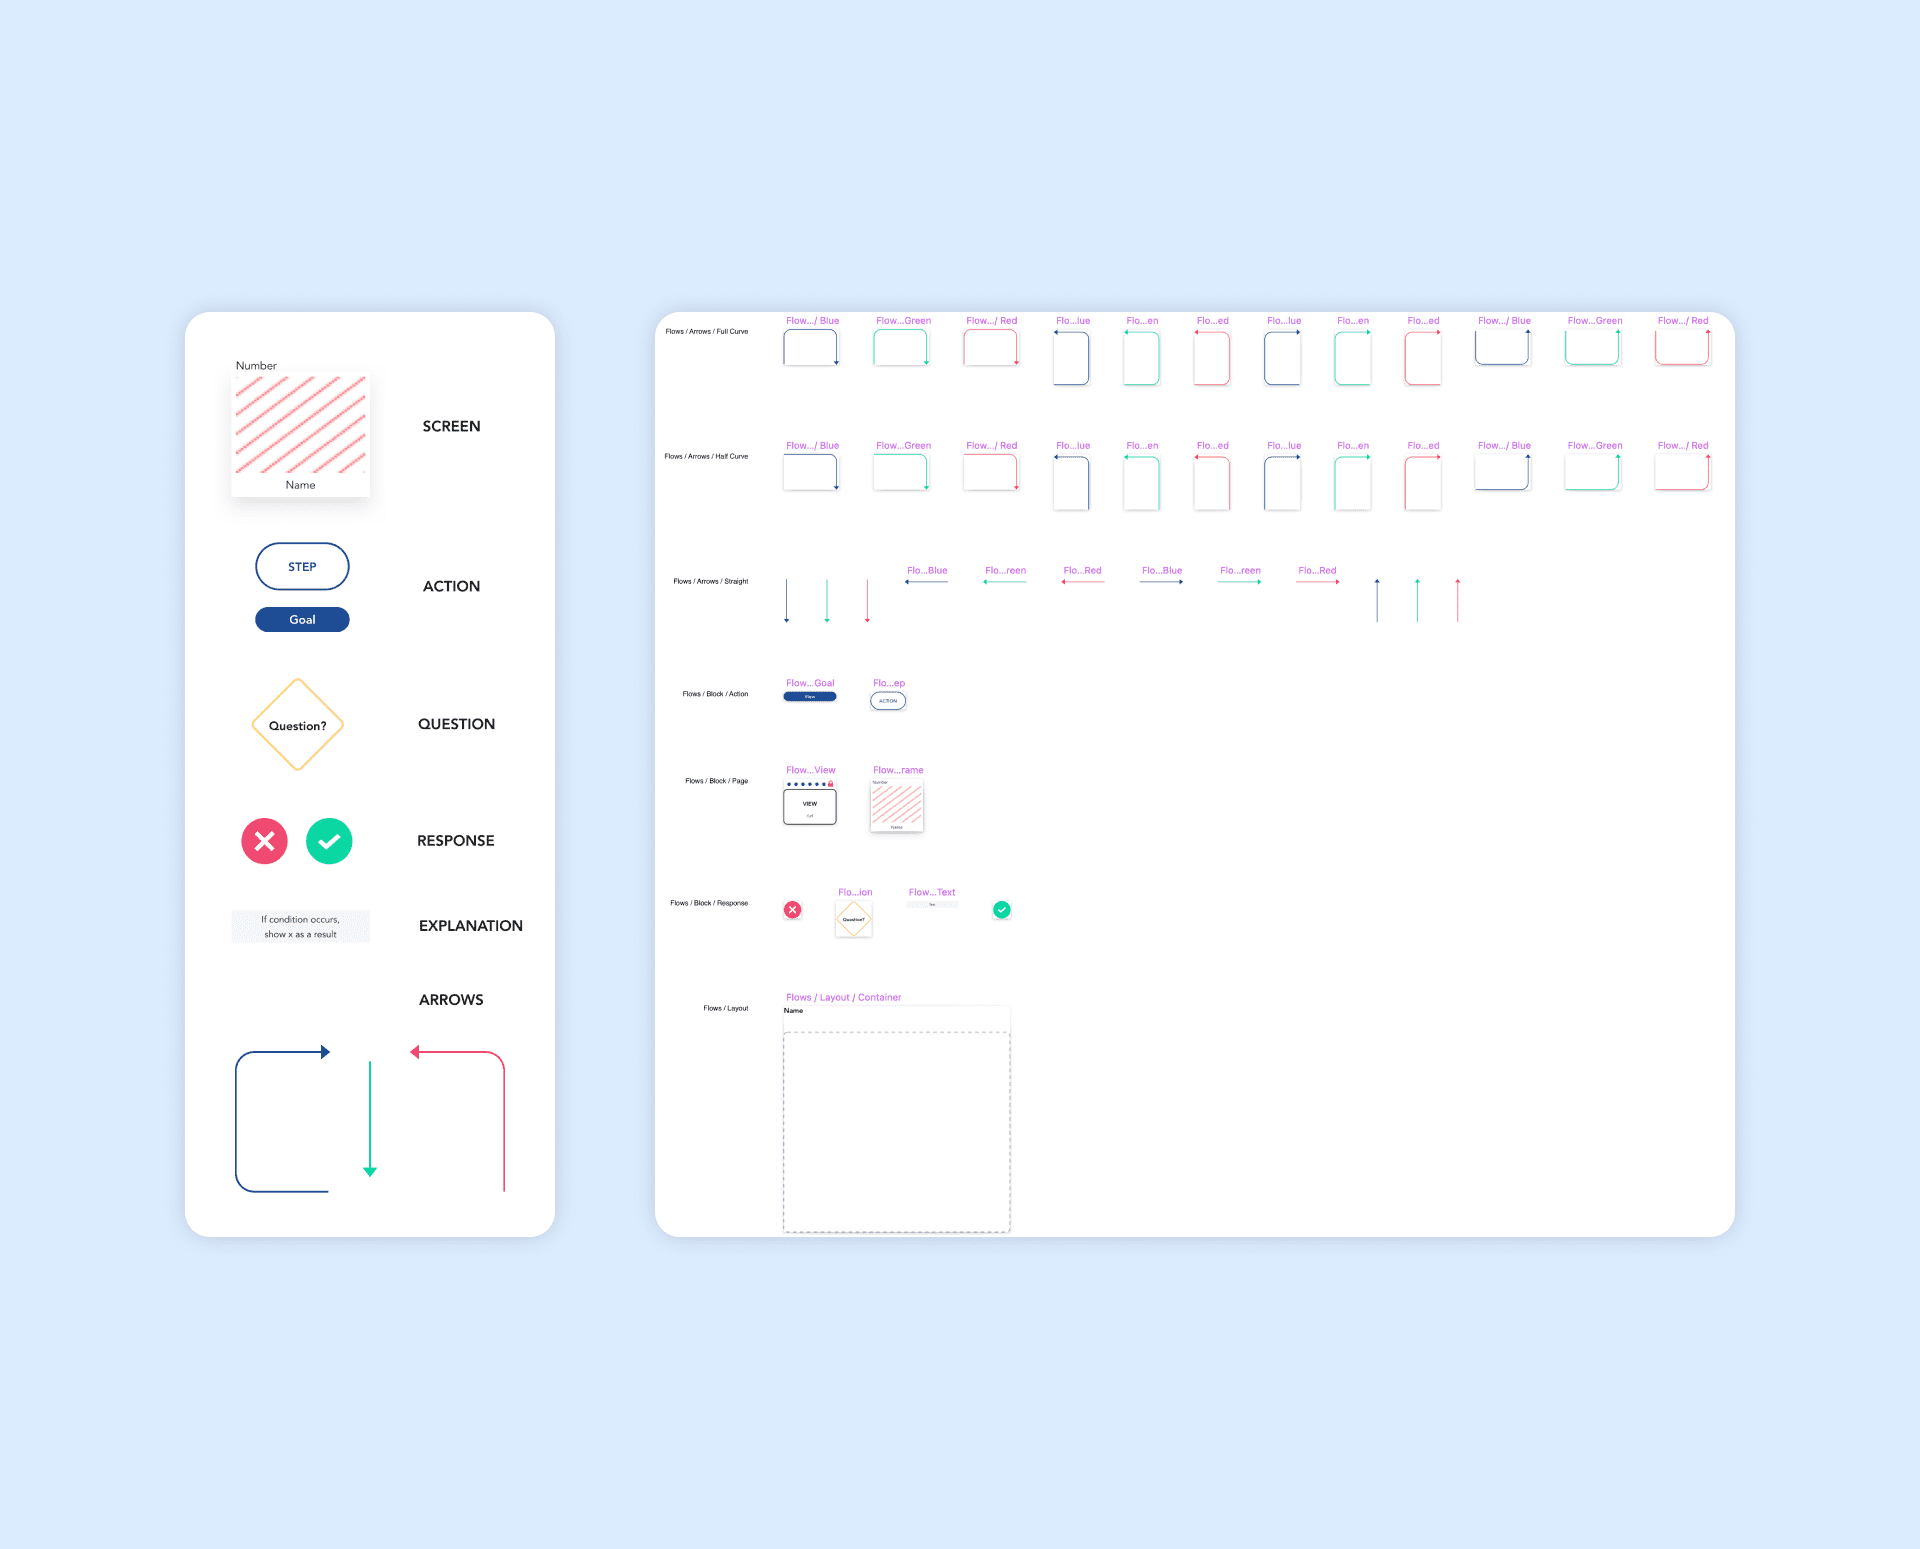 Number
Name
SCREEN
STEP
Goal
ACTION
Question?
QUESTION
RESPONSE
If condition occurs,
show x as a result
EXPLANATION
ARROWS
Flows / Arrows / Full Curve
Flow.../ Blue
Flow...Green
Flow.../ Red
Flo...lue
Flo...en
Flo...ed
Flo...lue
Flo...en
Flo...ed
Flow.../ Blue
Flow...Green
Flow.../ Red
Flows / Arrows / Half Curve
Flow.../ Blue
Flow...Green
Flow.../ Red
Flo...lue
Flo...en
Flo...ed
Flo...lue
Flo...en
Flo...ed
Flow.../ Blue
Flow...Green
Flow.../ Red
Flows / Arrows / Straight
Flo...Blue
Flo...reen
Flo...Red
Flo...Blue
Flo...reen
Flo...Red
Flows / Block / Action
Flow...Goal
Flo...ep
ACTION
Flows / Block / Page
Flow...View
VIEW
Flow...rame
Number
Name
Flows / Block / Response
Flo...ion
Question?
Flow...Text
Text
Flows / Layout
Flows / Layout / Container
Name